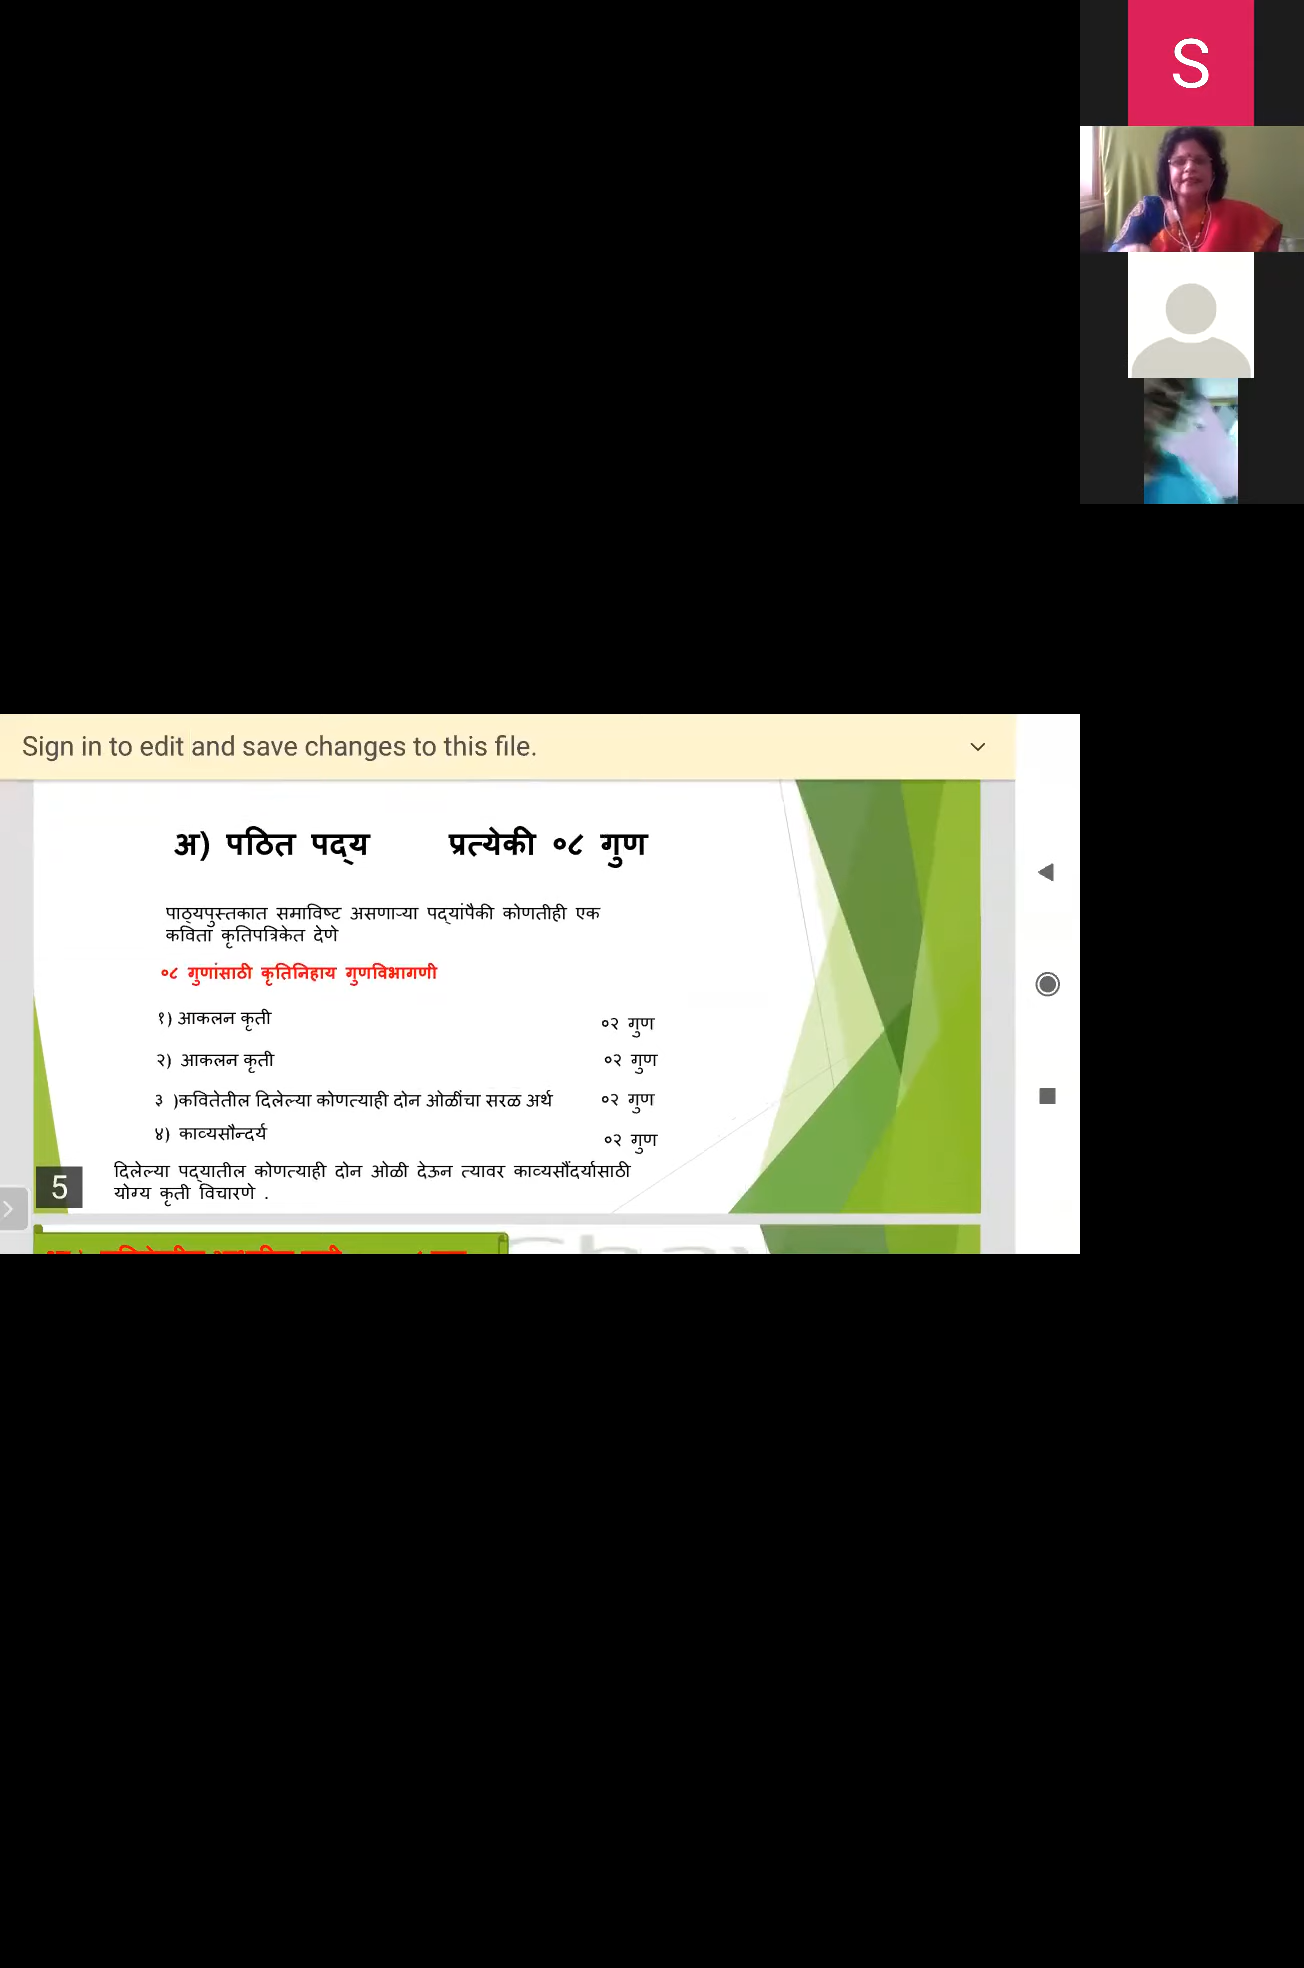 S
Sign in to edit and save changes to this file.
अ) पठित पद्य प्रत्येकी ०८ गुण
पाठ्यपुस्तकात समाविष्ट असणाऱ्या पद्यांपैकी कोणतीही एक
कविता कृतिपत्रिकेत देणे
०८ गुणांसाठी कृतिनिहाय गुणविभागणी
१) आकलन कृती ०२ गुण
२) आकलन कृती ०२ गुण
३ )कवितेतील दिलेल्या कोणत्याही दोन ओळींचा सरळ अर्थ ०२ गुण
४) काव्यसौन्दर्य ०२ गुण
दिलेल्या पद्यातील कोणत्याही दोन ओळी देऊन त्यावर काव्यसौंदर्यासाठी
योग्य कृती विचारणे .
5